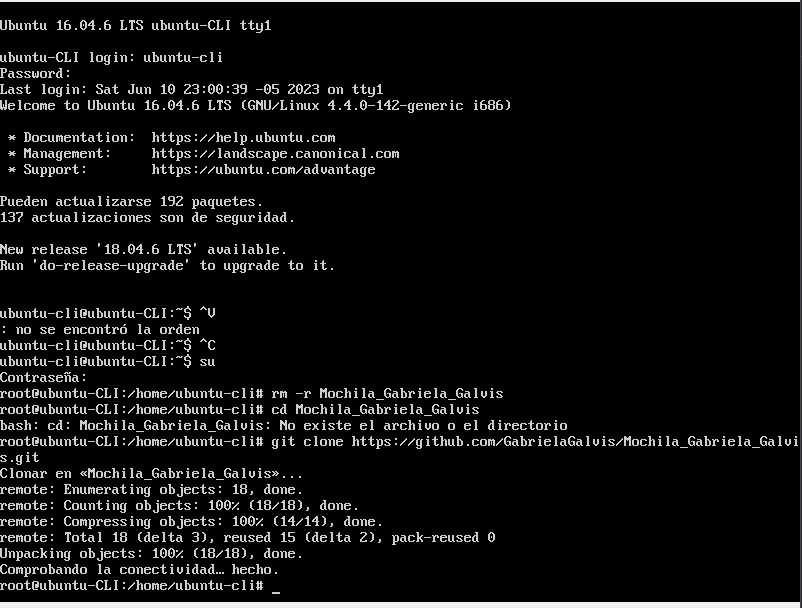 Ubuntu 16.04.6 LTS ubuntu-CLI tty1
ubuntu-CLI login: ubuntu-cli
Password:
Last login: Sat Jun 10 23:00:39 -05 2023 on tty1
Welcome to Ubuntu 16.04.6 LTS (GNU/Linux 4.4.0-142-generic i686)
* Documentation:  https://help.ubuntu.com
* Management:     https://landscape.canonical.com
* Support:        https://ubuntu.com/advantage
Pueden actualizarse 192 paquetes.
137 actualizaciones son de seguridad.
New release '18.04.6 LTS' available.
Run 'do-release-upgrade' to upgrade to it.
ubuntu-cli@ubuntu-CLI:~$ ^V
: no se encontró la orden
ubuntu-cli@ubuntu-CLI:~$ ^C
ubuntu-cli@ubuntu-CLI:~$ su
Contraseña:
root@ubuntu-CLI:/home/ubuntu-cli# rm -r Mochila_Gabriela_Galvis
root@ubuntu-CLI:/home/ubuntu-cli# cd Mochila_Gabriela_Galvis
bash: cd: Mochila_Gabriela_Galvis: No existe el archivo o el directorio
root@ubuntu-CLI:/home/ubuntu-cli# git clone https://github.com/GabrielaGalvis/Mochila_Gabriela_Galvi
s.git
Clonar en «Mochila_Gabriela_Galvis»...
remote: Enumerating objects: 18, done.
remote: Counting objects: 100% (18/18), done.
remote: Compressing objects: 100% (14/14), done.
remote: Total 18 (delta 3), reused 15 (delta 2), pack-reused 0
Unpacking objects: 100% (18/18), done.
Comprobando la conectividad… hecho.
root@ubuntu-CLI:/home/ubuntu-cli# _